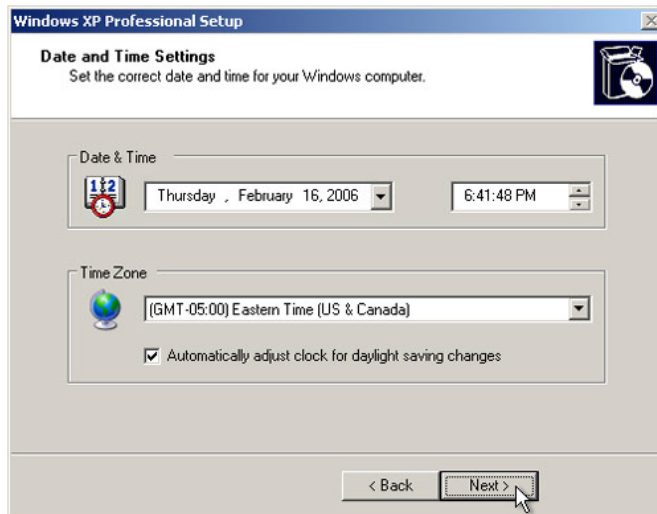 Windows XP Professional Setup
Date and Time Settings
Set the correct date and time for your Windows computer.
Date & Time
12
Thursday , February 16, 2006
6:41:48 PM
Time Zone
(GMT-05:00) Eastern Time (US & Canada)
Automatically adjust clock for daylight saving changes
< Back
Next >